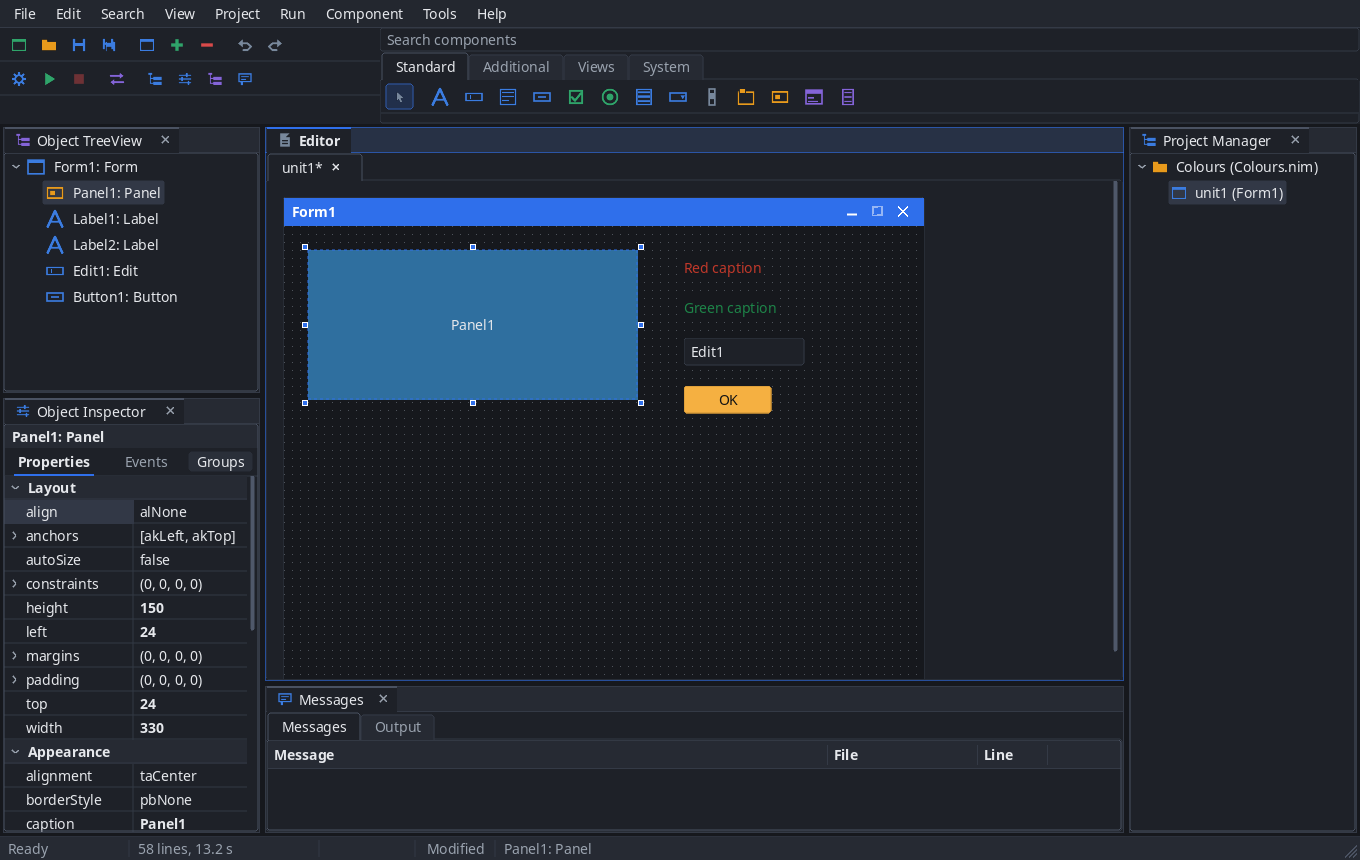 File Edit Search View Project Run Component Tools Help
Search components
Standard Additional Views System
Object TreeView
Form1: Form
Panel1: Panel
Label1: Label
Label2: Label
Edit1: Edit
Button1: Button
Object Inspector
Panel1: Panel
Properties Events Groups
Layout
align alNone
anchors [akLeft, akTop]
autoSize false
constraints (0, 0, 0, 0)
height 150
left 24
margins (0, 0, 0, 0)
padding (0, 0, 0, 0)
top 24
width 330
Appearance
alignment taCenter
borderStyle pbNone
caption Panel1
Editor
unit1*
Form1
Panel1
Red caption
Green caption
Edit1
OK
Messages
Messages Output
Message File Line
Project Manager
Colours (Colours.nim)
unit1 (Form1)
Ready 58 lines, 13.2 s Modified Panel1: Panel